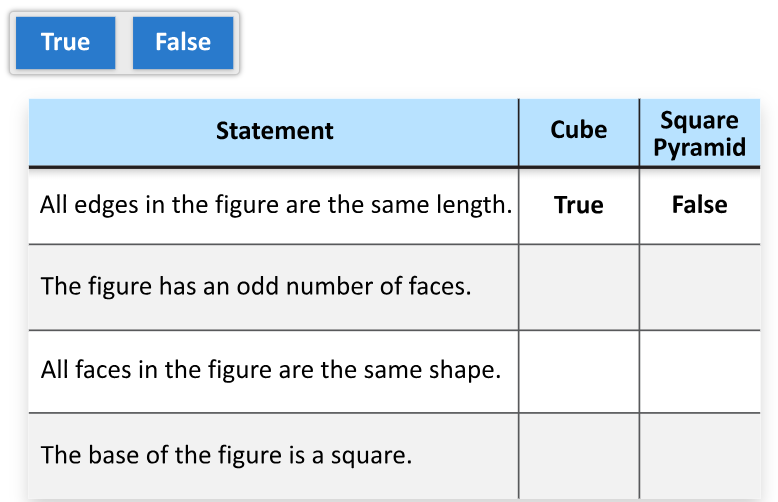 True False
Statement Cube Square Pyramid
All edges in the figure are the same length. True False
The figure has an odd number of faces.
All faces in the figure are the same shape.
The base of the figure is a square.